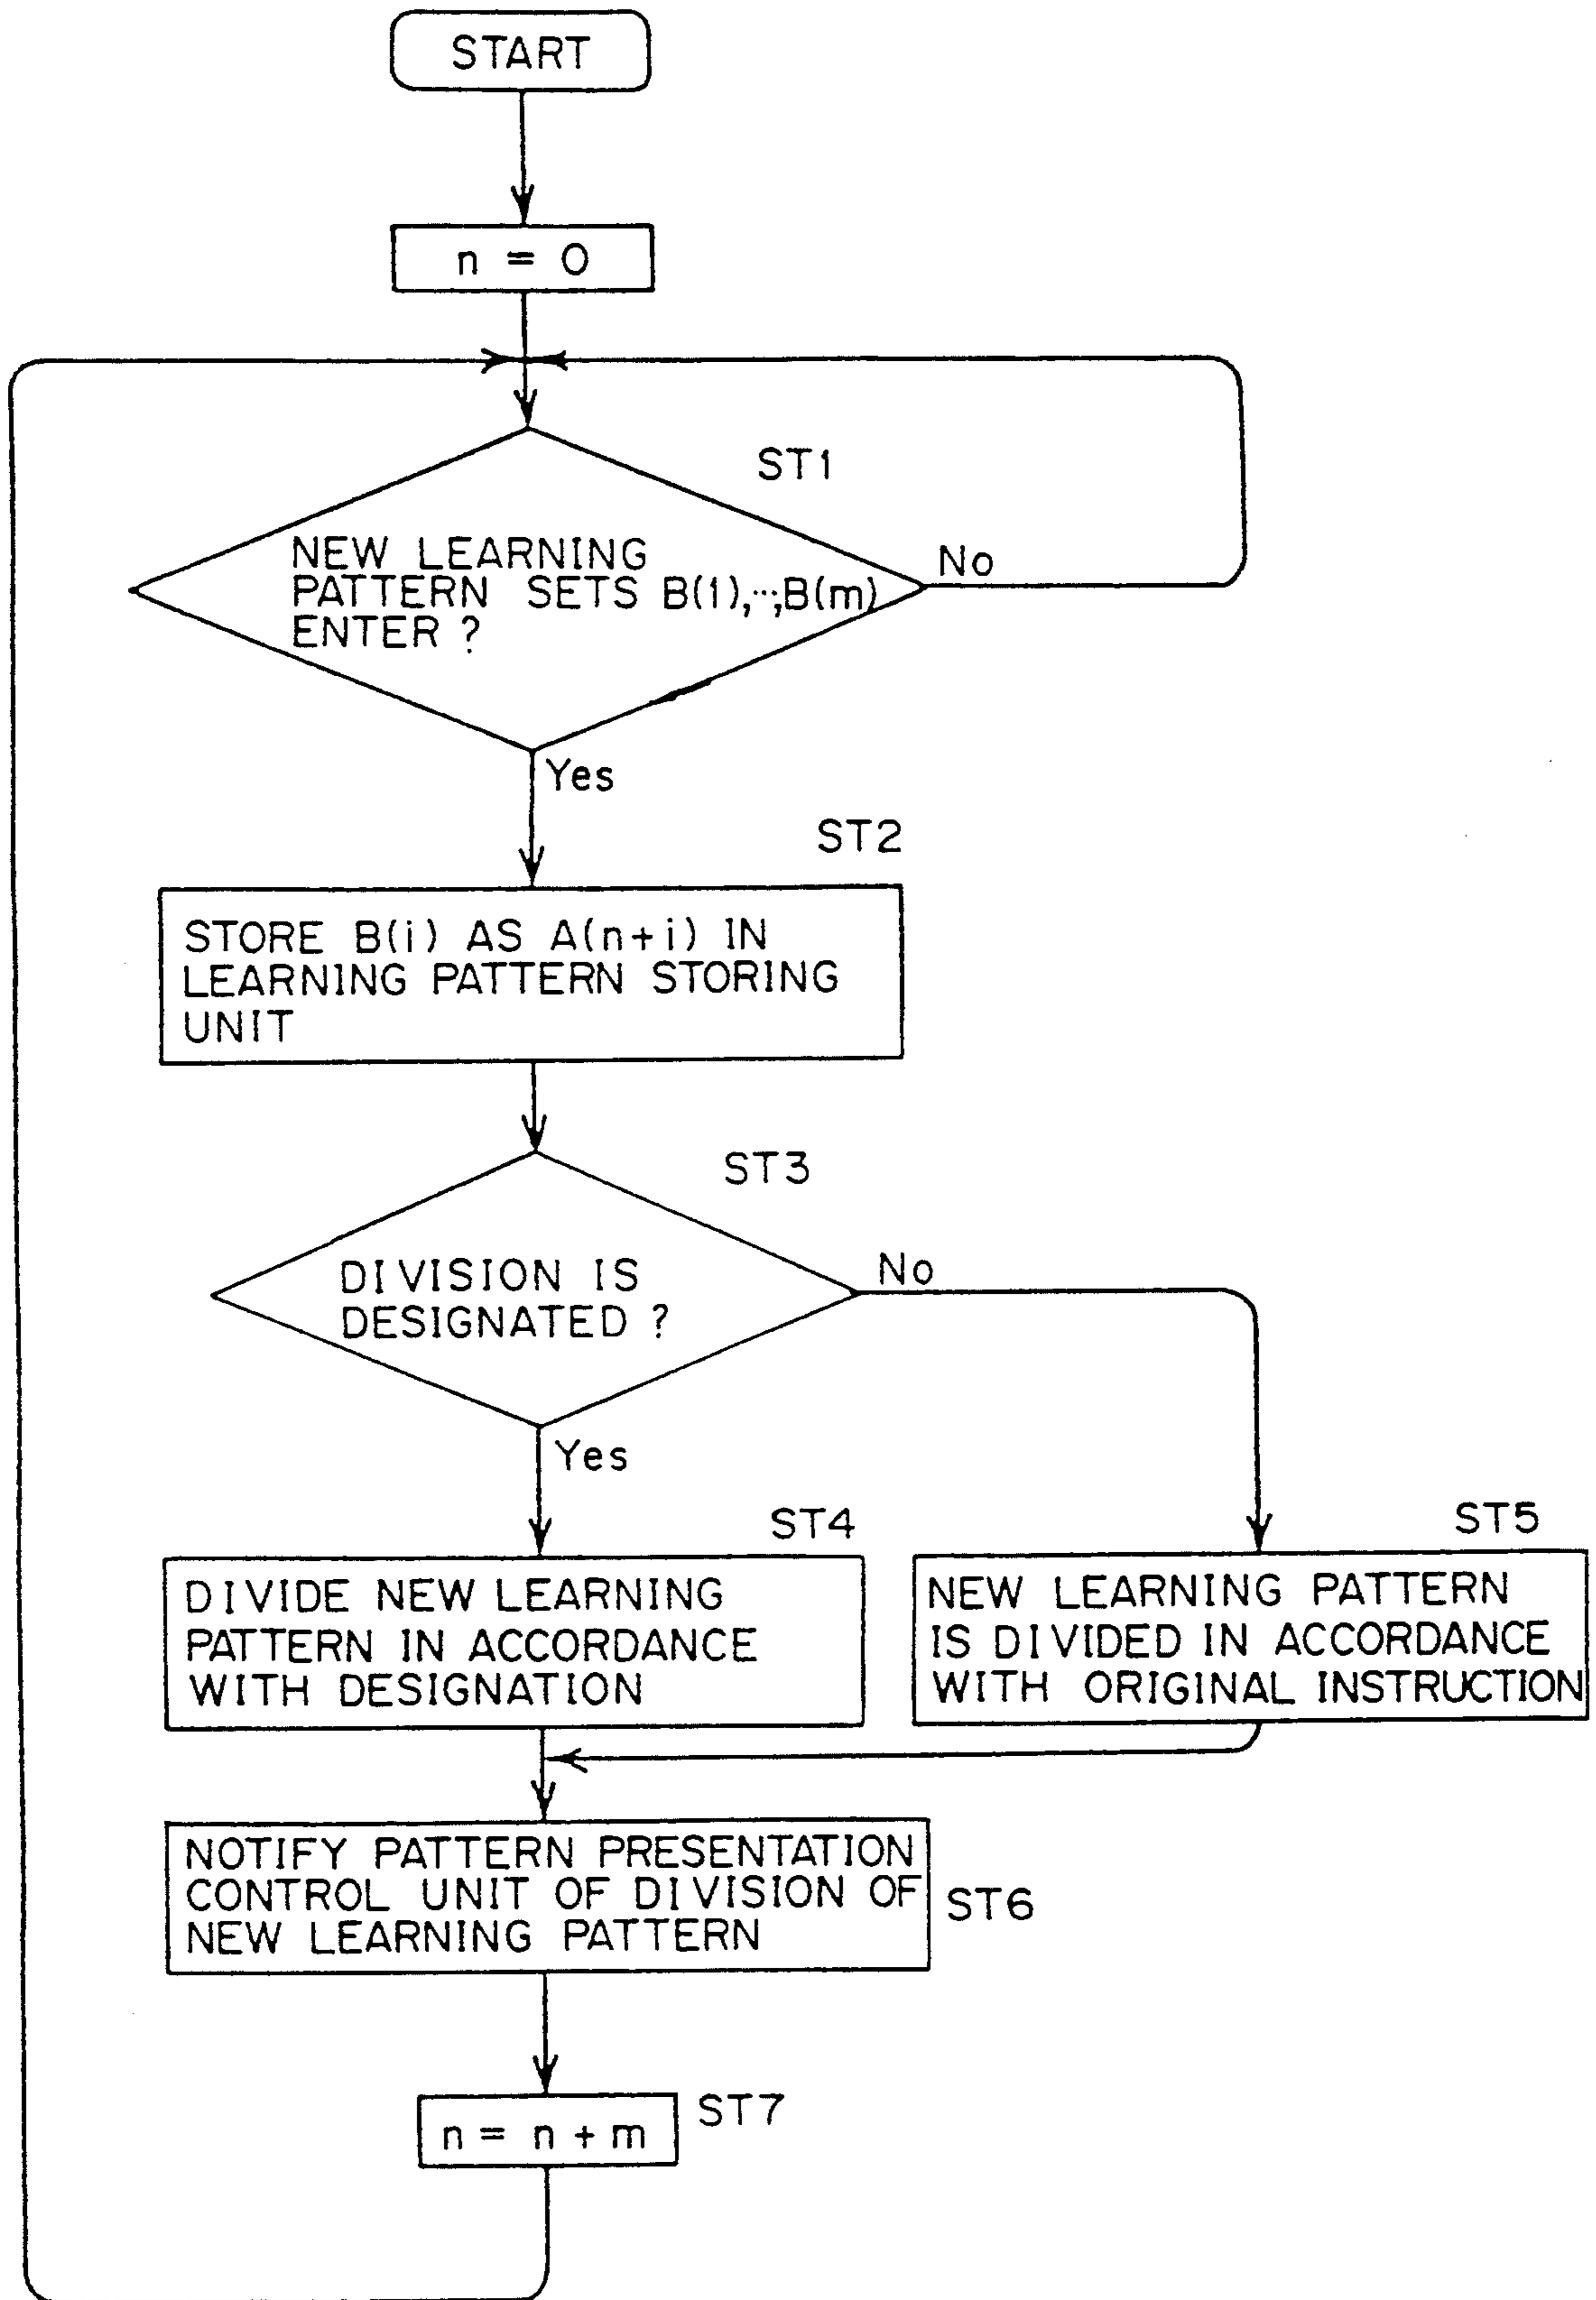 START
n = 0
ST1
NEW LEARNING
PATTERN SETS B(1),...,B(m)
ENTER ?
No
Yes
ST2
STORE B(i) AS A(n+i) IN
LEARNING PATTERN STORING
UNIT
ST3
DIVISION IS
DESIGNATED ?
No
Yes
ST4
DIVIDE NEW LEARNING
PATTERN IN ACCORDANCE
WITH DESIGNATION
ST5
NEW LEARNING PATTERN
IS DIVIDED IN ACCORDANCE
WITH ORIGINAL INSTRUCTION
NOTIFY PATTERN PRESENTATION
CONTROL UNIT OF DIVISION OF
NEW LEARNING PATTERN
ST6
n = n + m
ST7